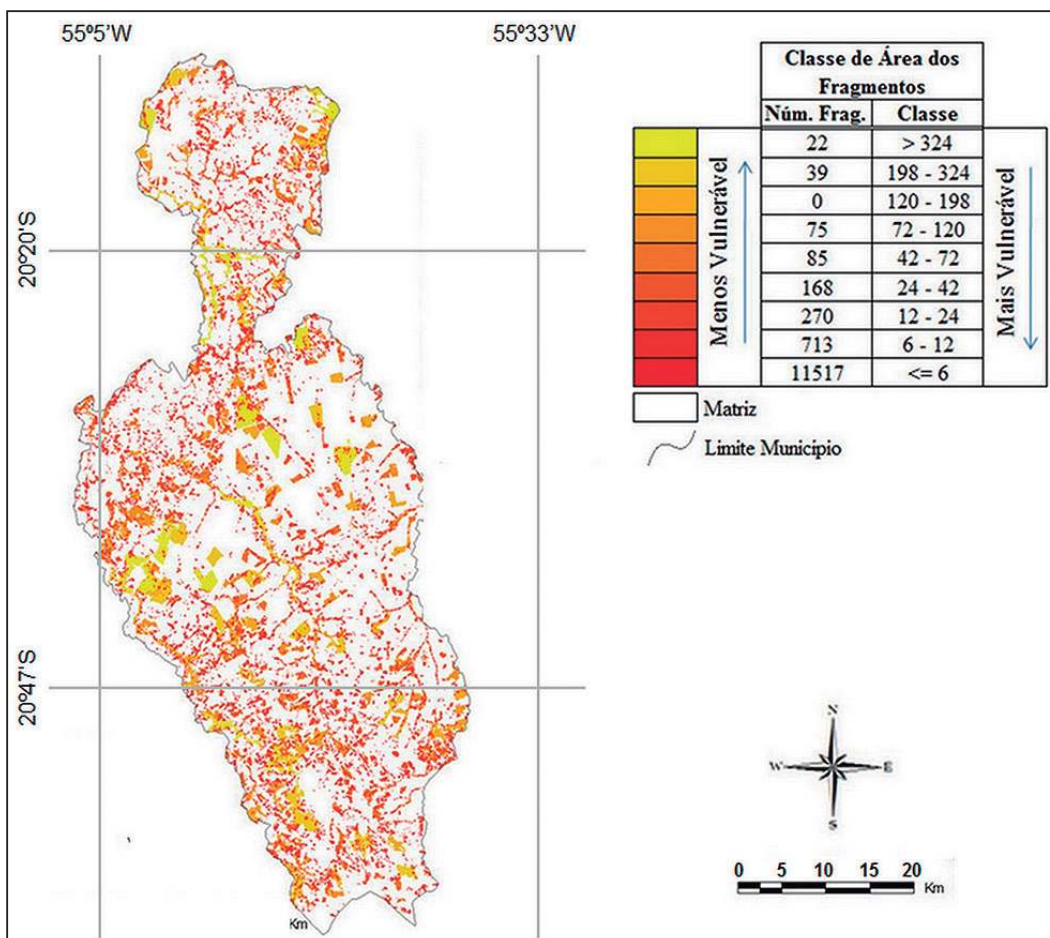 55º5'W
55º33'W
20º20'S
20º47'S
Classe de Área dos
Fragmentos
Núm. Frag. Classe
22 > 324
39 198 - 324
0 120 - 198
75 72 - 120
85 42 - 72
168 24 - 42
270 12 - 24
713 6 - 12
11517 <= 6
Menos Vulnerável
Mais Vulnerável
Matriz
Limite Município
N
W E
S
0 5 10 15 20
Km
Km